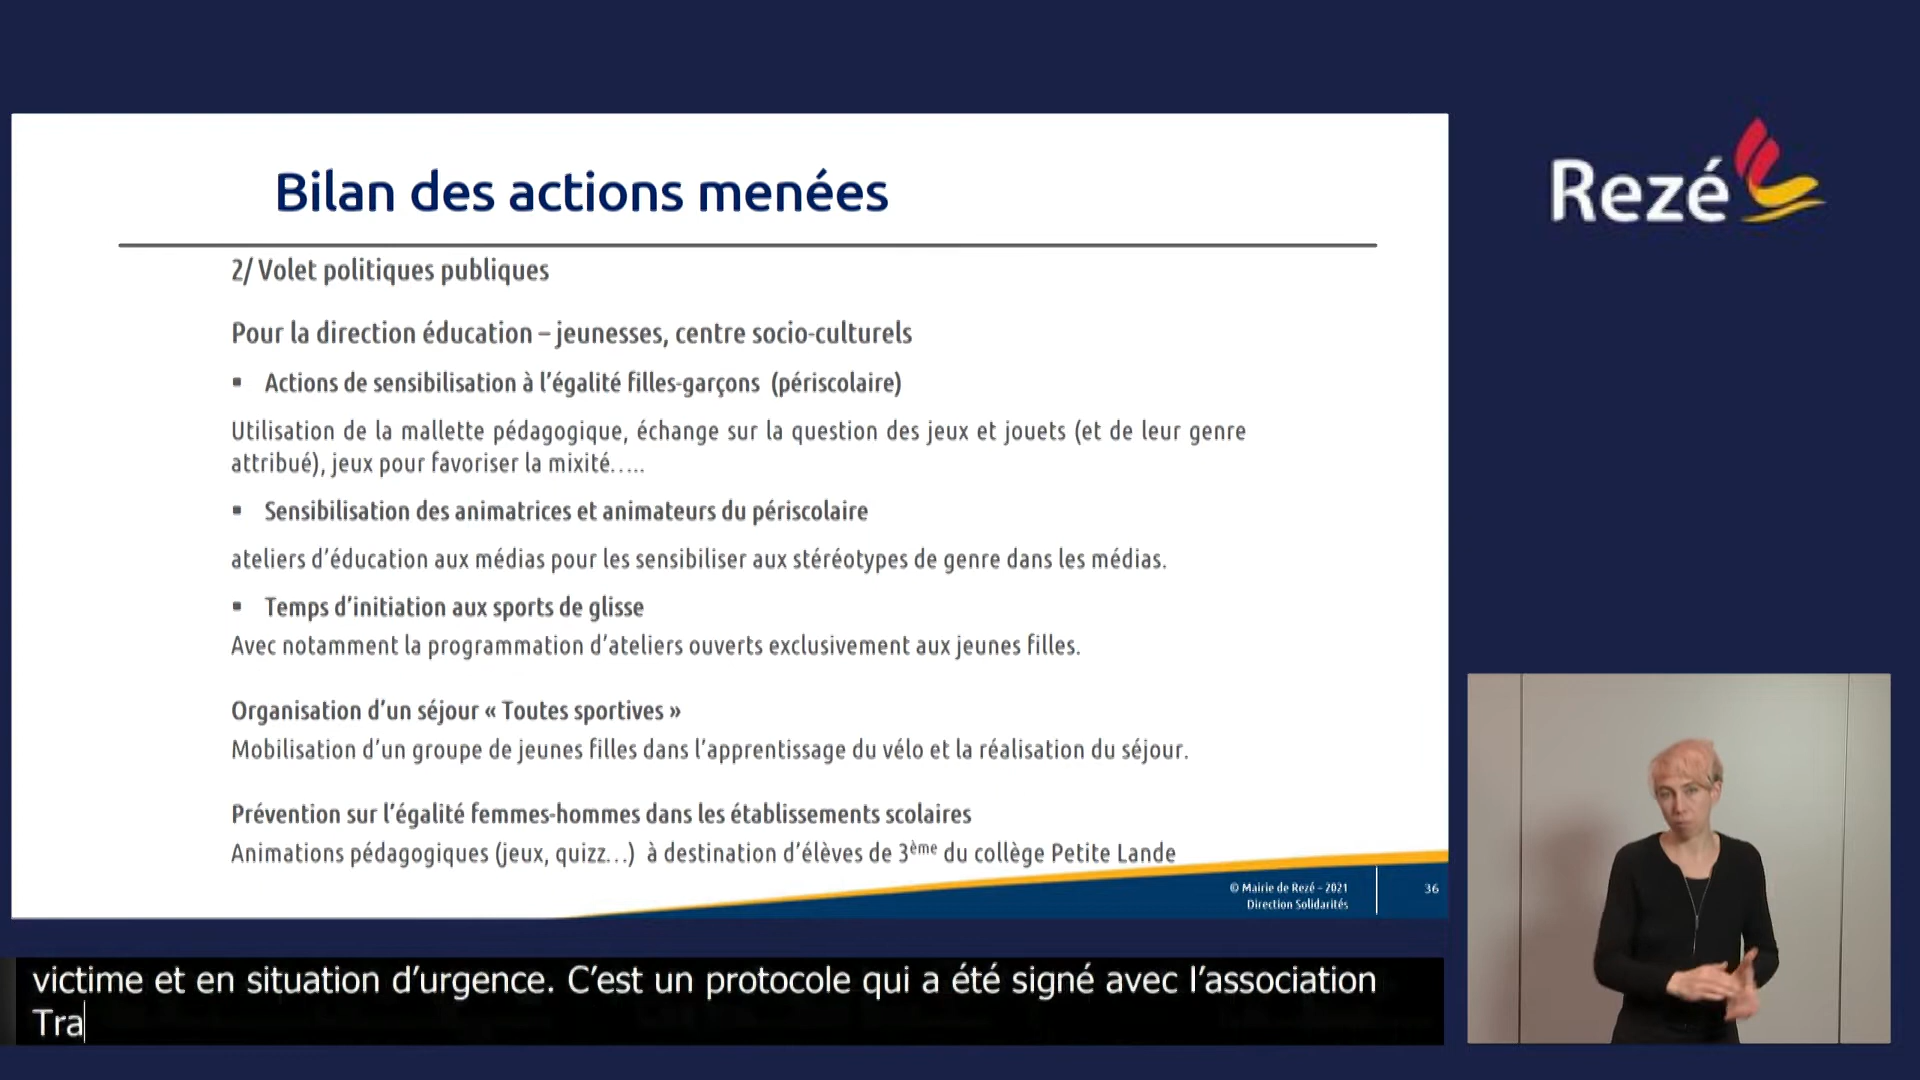 Bilan des actions menées
Rezé
2/ Volet politiques publiques
Pour la direction éducation – jeunesses, centre socio-culturels
▪ Actions de sensibilisation à l’égalité filles-garçons (périscolaire)
Utilisation de la mallette pédagogique, échange sur la question des jeux et jouets (et de leur genre
attribué), jeux pour favoriser la mixité…..
▪ Sensibilisation des animatrices et animateurs du périscolaire
ateliers d’éducation aux médias pour les sensibiliser aux stéréotypes de genre dans les médias.
▪ Temps d’initiation aux sports de glisse
Avec notamment la programmation d’ateliers ouverts exclusivement aux jeunes filles.
Organisation d’un séjour « Toutes sportives »
Mobilisation d’un groupe de jeunes filles dans l’apprentissage du vélo et la réalisation du séjour.
Prévention sur l’égalité femmes-hommes dans les établissements scolaires
Animations pédagogiques (jeux, quizz…) à destination d’élèves de 3ème du collège Petite Lande
© Mairie de Rezé – 2021
Direction Solidarités
36
victime et en situation d’urgence. C’est un protocole qui a été signé avec l’association
Tra